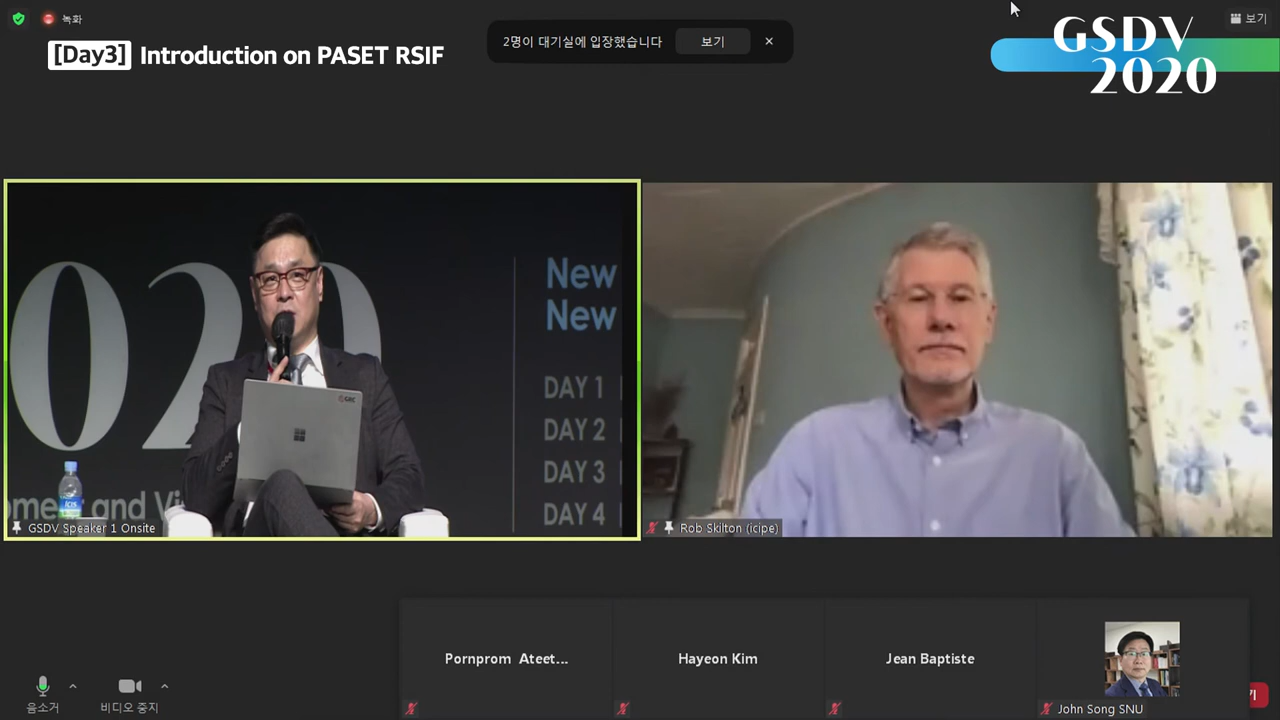 녹화
[Day3] Introduction on PASET RSIF
2명이 대기실에 입장했습니다 보기
보기
GSDV
2020
New
New
DAY 1
DAY 2
DAY 3
DAY 4
GRC
GSDV Speaker 1 Onsite
Rob Skilton (icipe)
Pornprom Ateet...
Hayeon Kim
Jean Baptiste
John Song SNU
음소거
비디오 중지